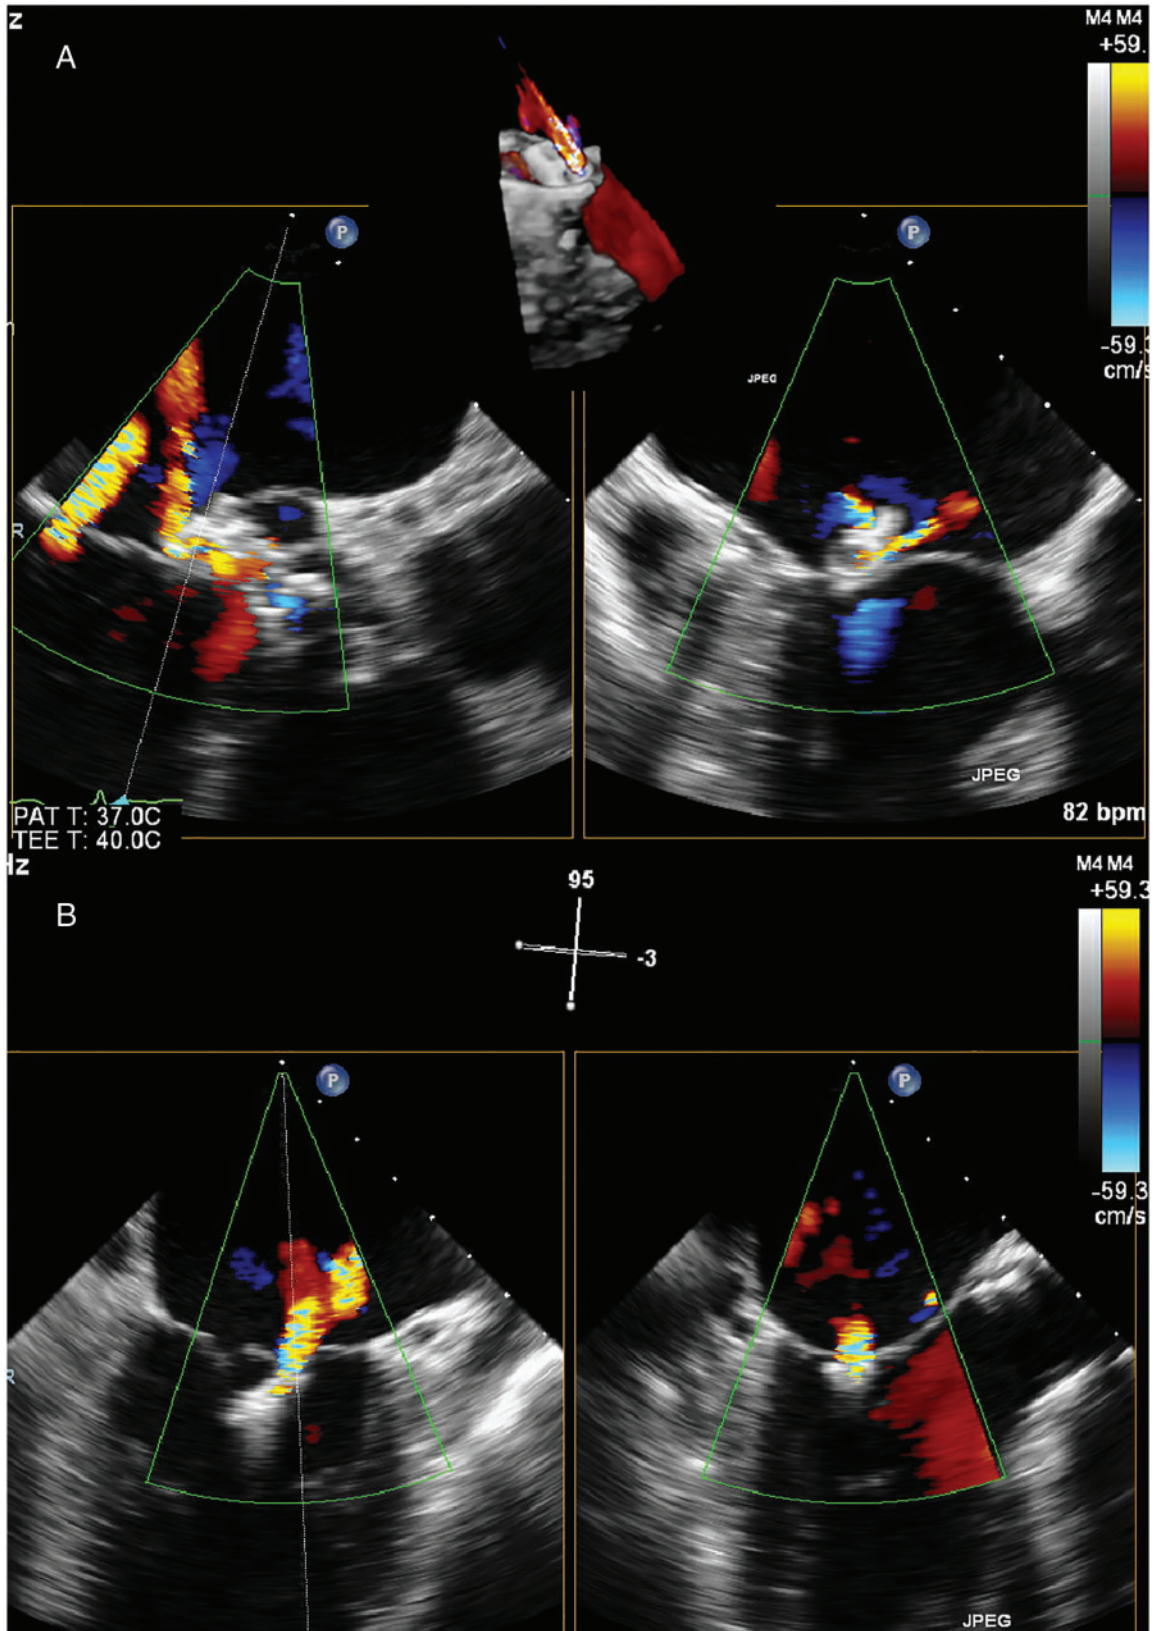 z
M4 M4
A
+59.
P
P
-59.3
cm/s
JPEG
R
JPEG
PAT T: 37.0C
TEE T: 40.0C
82 bpm
Hz
M4 M4
95
+59.3
B
-3
P
P
-59.3
cm/s
R
JPEG